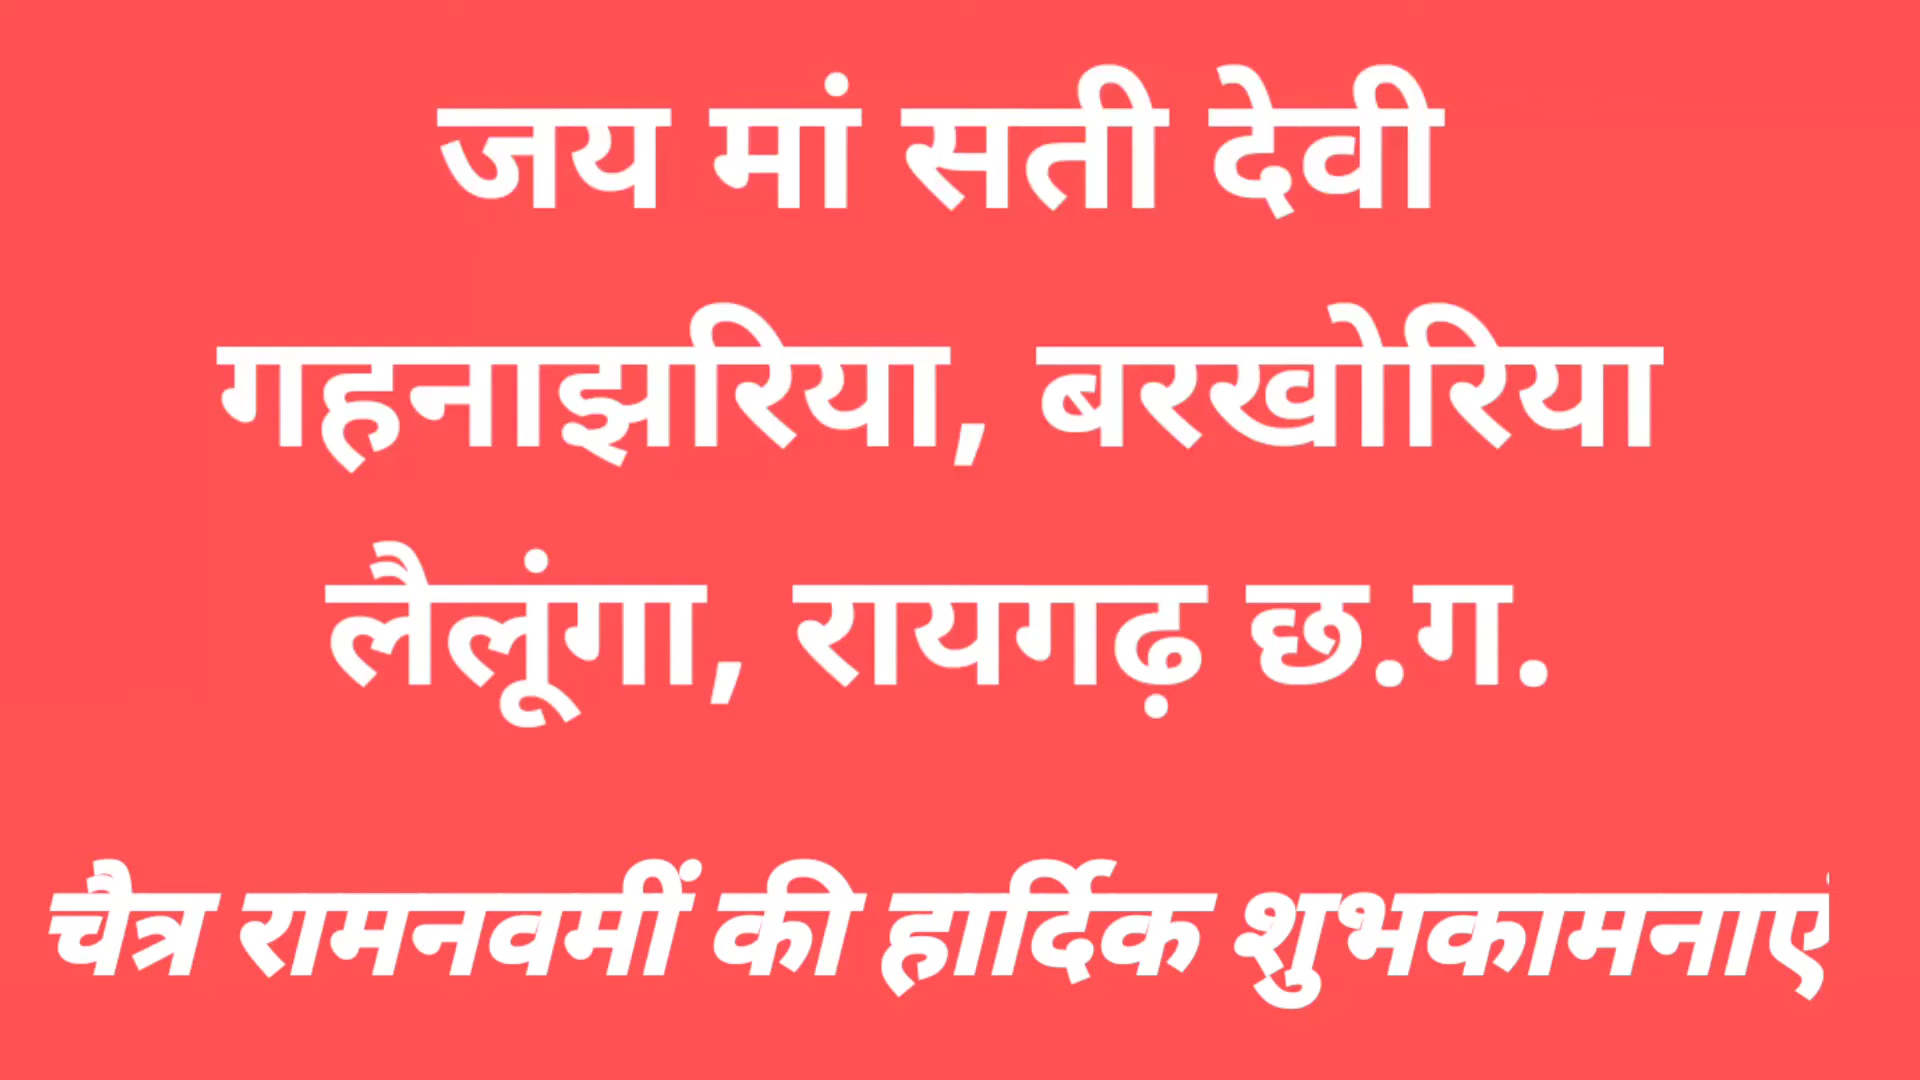 जय मां सती देवी
गहनाझरिया, बरखोरिया
लैलूंगा, रायगढ़ छ.ग.
चैत्र रामनवमीं की हार्दिक शुभकामनाएं